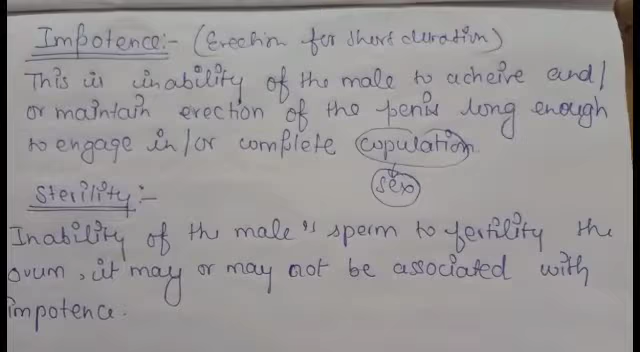 Impotence:- (Erection for short duration)
This is inability of the male to acheive and/
or maintain erection of the penis long enough
to engage in/or complete copulation.
sex
Sterility:-
Inability of the male's sperm to fertility the
ovum, it may or may not be associated with
impotence.